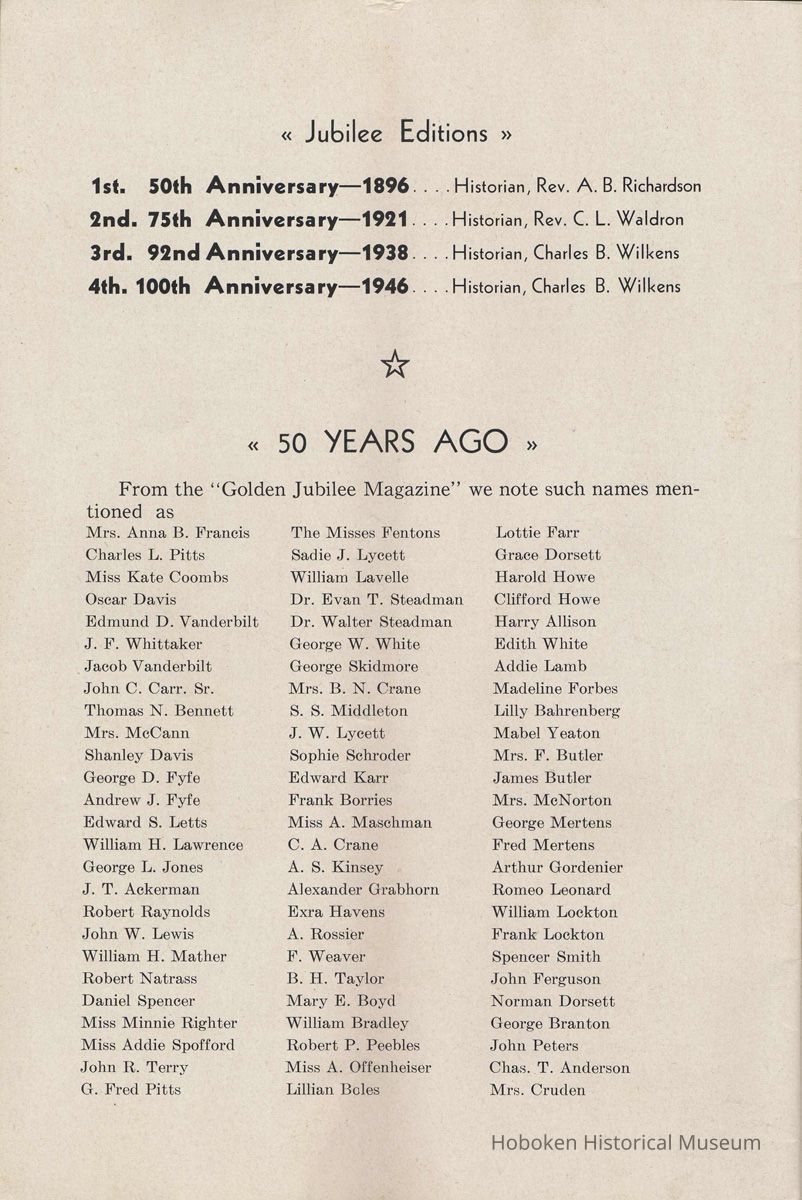 « Jubilee Editions »
1st. 50th Anniversary—1896. . . . Historian, Rev. A. B. Richardson
2nd. 75th Anniversary—1921. . . . Historian, Rev. C. L. Waldron
3rd. 92nd Anniversary—1938. . . . Historian, Charles B. Wilkens
4th. 100th Anniversary—1946. . . . Historian, Charles B. Wilkens
☆
« 50 YEARS AGO »
From the “Golden Jubilee Magazine” we note such names men-
tioned as
Mrs. Anna B. Francis
Charles L. Pitts
Miss Kate Coombs
Oscar Davis
Edmund D. Vanderbilt
J. F. Whittaker
Jacob Vanderbilt
John C. Carr. Sr.
Thomas N. Bennett
Mrs. McCann
Shanley Davis
George D. Fyfe
Andrew J. Fyfe
Edward S. Letts
William H. Lawrence
George L. Jones
J. T. Ackerman
Robert Raynolds
John W. Lewis
William H. Mather
Robert Natrass
Daniel Spencer
Miss Minnie Righter
Miss Addie Spofford
John R. Terry
G. Fred Pitts
The Misses Fentons
Sadie J. Lycett
William Lavelle
Dr. Evan T. Steadman
Dr. Walter Steadman
George W. White
George Skidmore
Mrs. B. N. Crane
S. S. Middleton
J. W. Lycett
Sophie Schroder
Edward Karr
Frank Borries
Miss A. Maschman
C. A. Crane
A. S. Kinsey
Alexander Grabhorn
Exra Havens
A. Rossier
F. Weaver
B. H. Taylor
Mary E. Boyd
William Bradley
Robert P. Peebles
Miss A. Offenheiser
Lillian Boles
Lottie Farr
Grace Dorsett
Harold Howe
Clifford Howe
Harry Allison
Edith White
Addie Lamb
Madeline Forbes
Lilly Bahrenberg
Mabel Yeaton
Mrs. F. Butler
James Butler
Mrs. McNorton
George Mertens
Fred Mertens
Arthur Gordenier
Romeo Leonard
William Lockton
Frank Lockton
Spencer Smith
John Ferguson
Norman Dorsett
George Branton
John Peters
Chas. T. Anderson
Mrs. Cruden
Hoboken Historical Museum